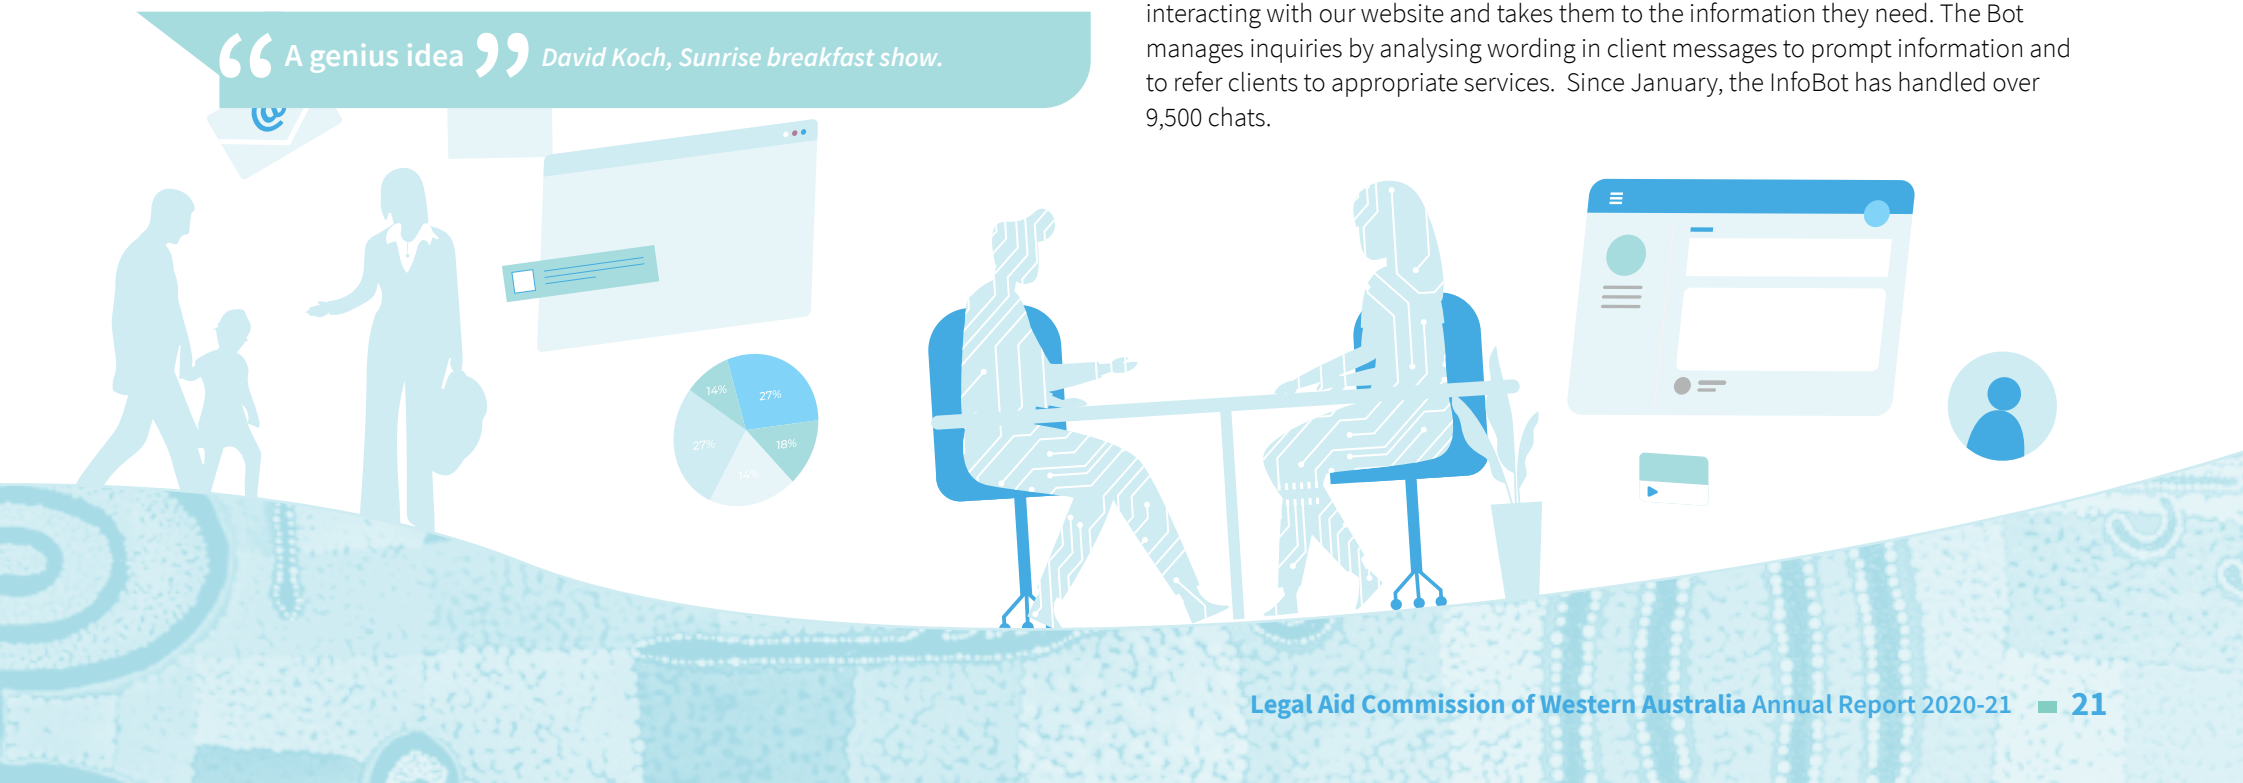 “ A genius idea ” David Koch, Sunrise breakfast show.
interacting with our website and takes them to the information they need. The Bot
manages inquiries by analysing wording in client messages to prompt information and
to refer clients to appropriate services.  Since January, the InfoBot has handled over
9,500 chats.
@
14%
27%
27%
18%
14%
Legal Aid Commission of Western Australia Annual Report 2020-21 21